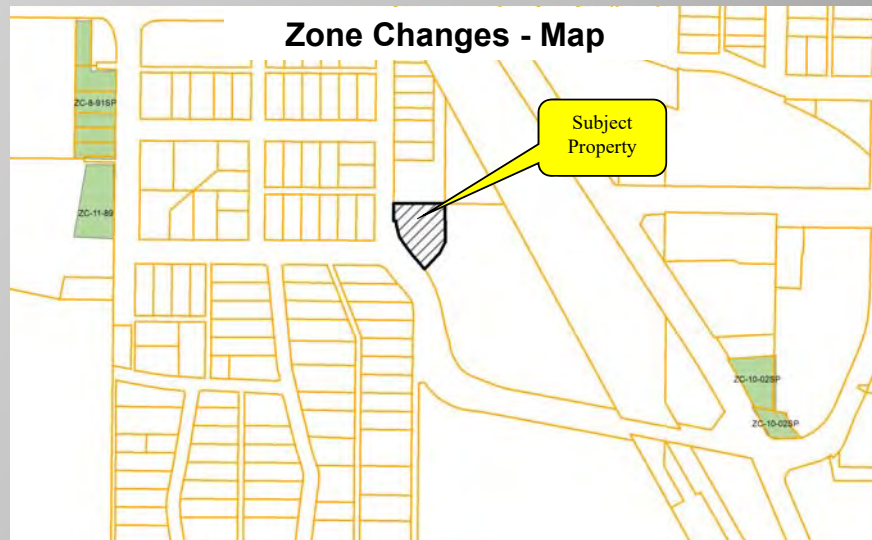 Zone Changes - Map
ZC-8-91SP
Subject
Property
ZC-11-89
ZC-10-02SP
ZC-10-02SP